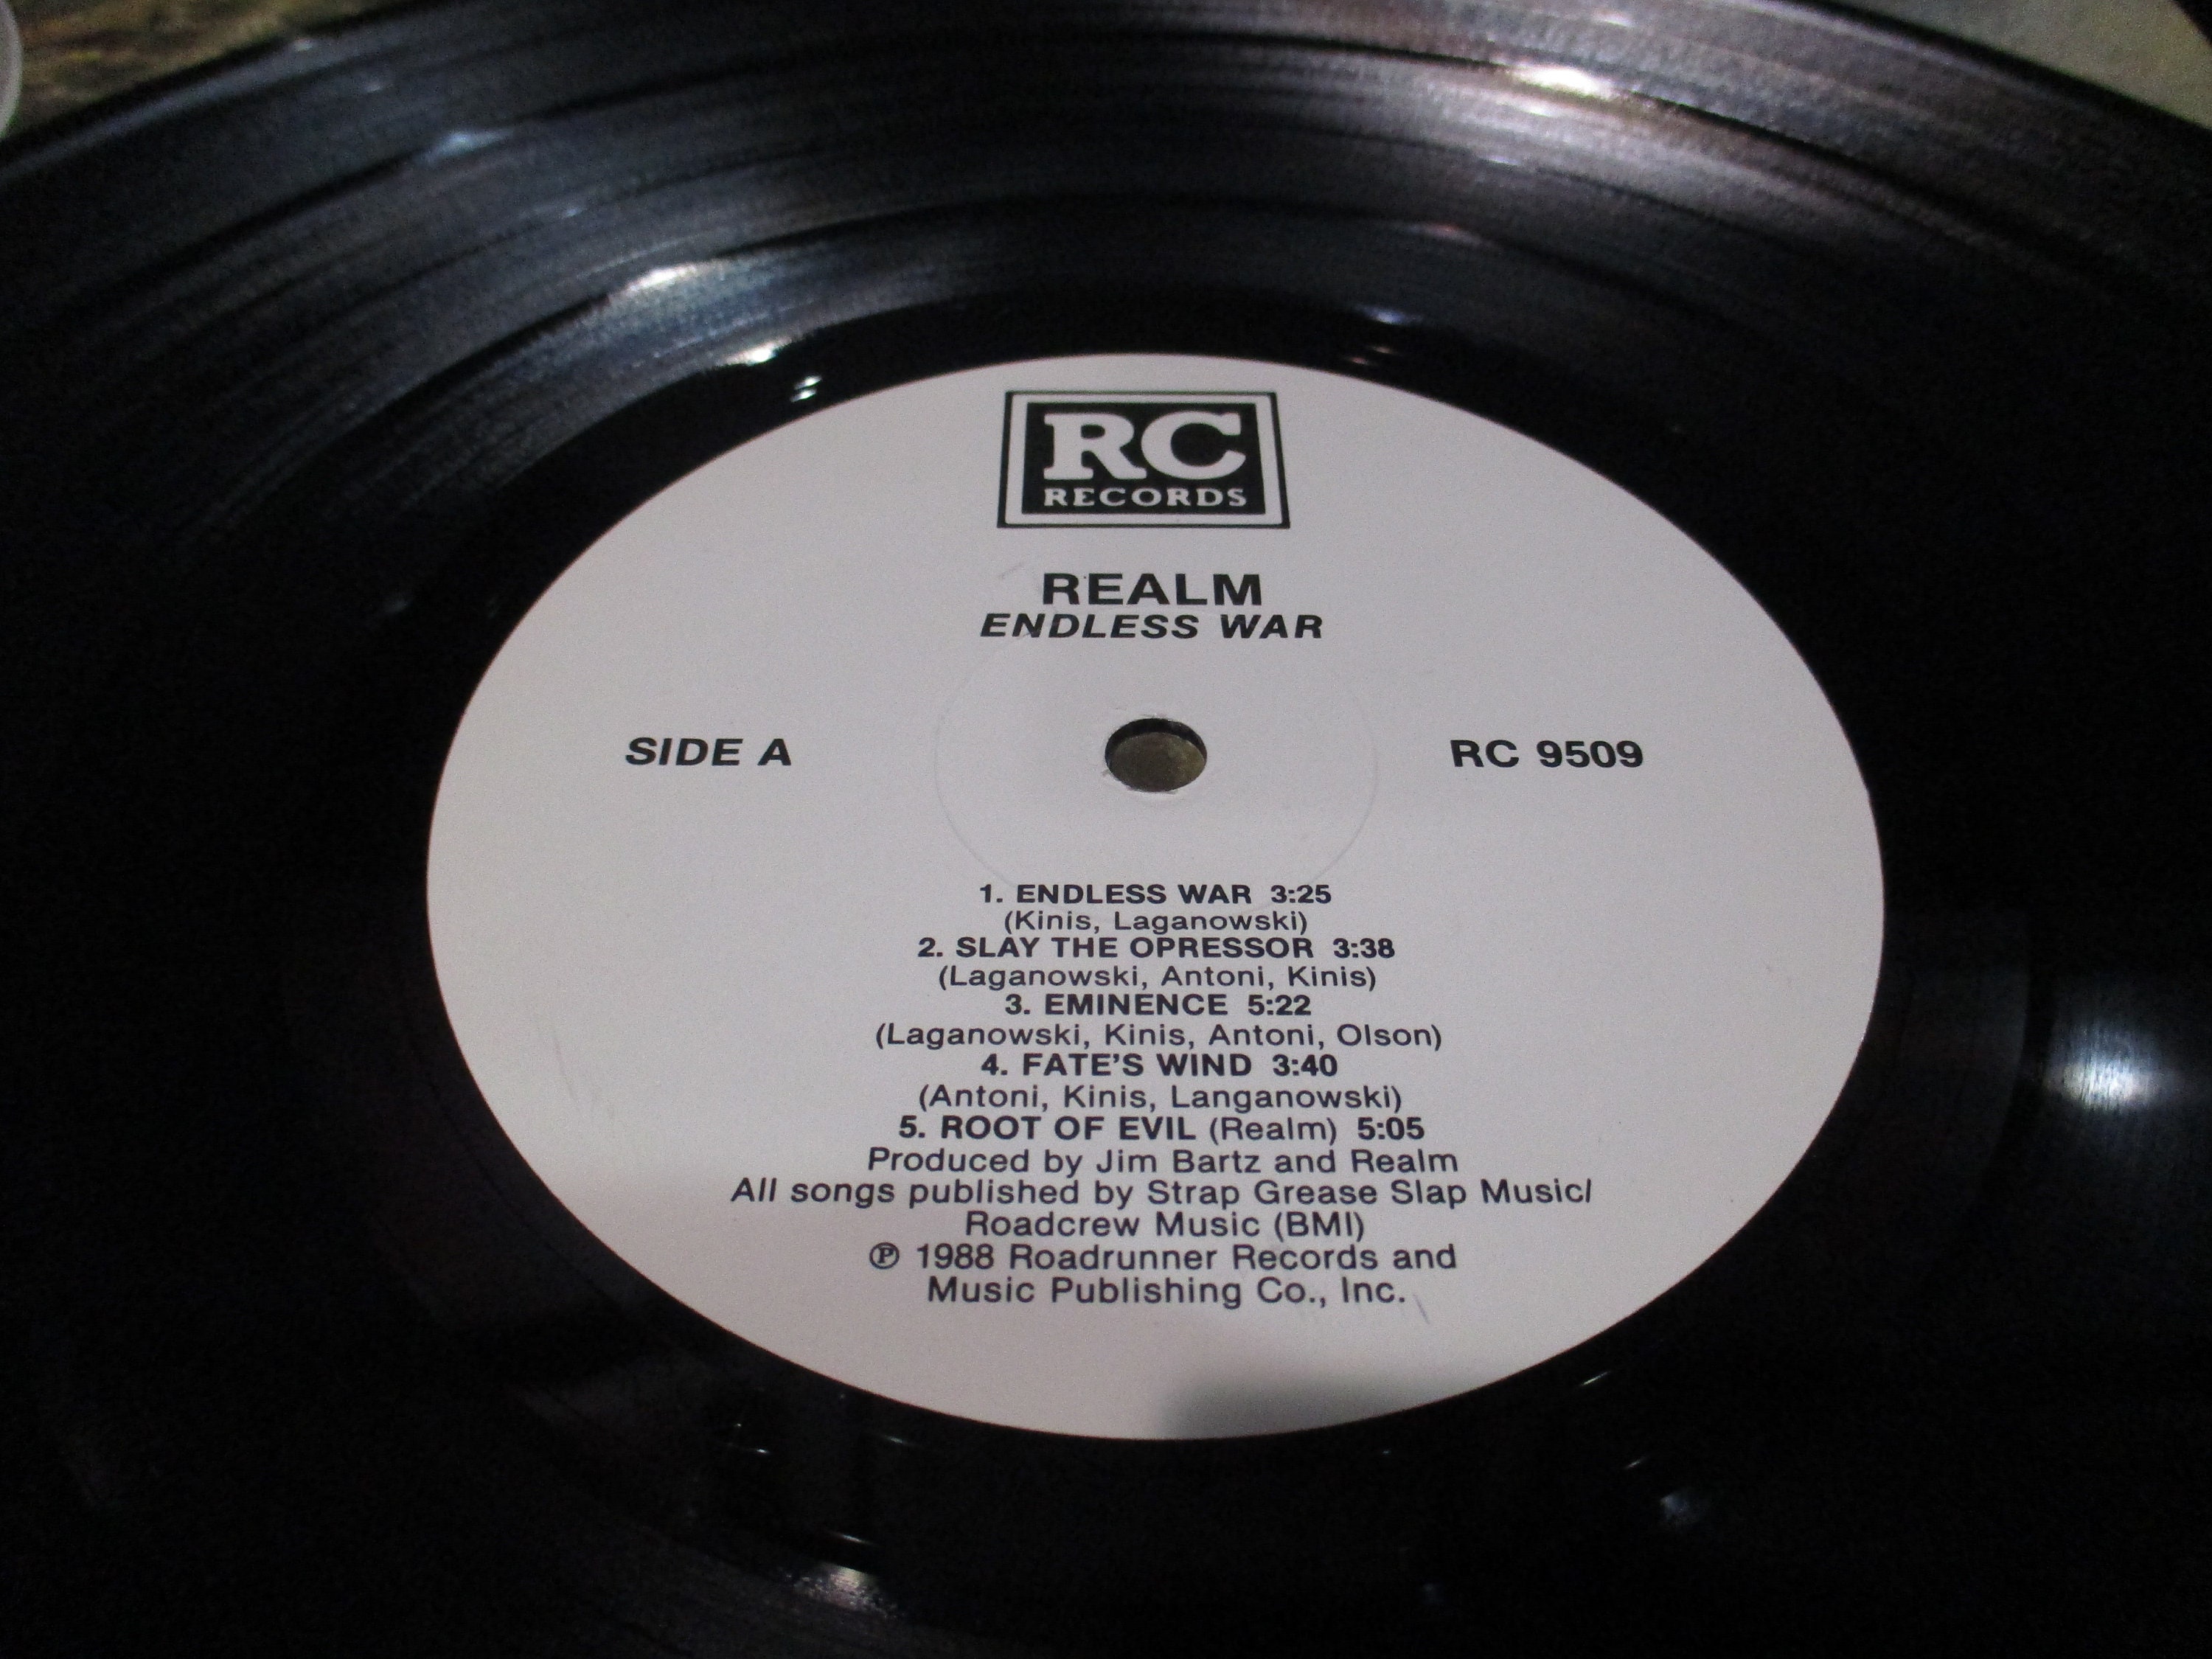 RC
RECORDS
REALM
ENDLESS WAR
SIDE A
RC 9509
1. ENDLESS WAR 3:25
(Kinis, Laganowski)
2. SLAY THE OPRESSOR 3:38
(Laganowski, Antoni, Kinis)
3. EMINENCE 5:22
(Laganowski, Kinis, Antoni, Olson)
4. FATE'S WIND 3:40
(Antoni, Kinis, Langanowski)
5. ROOT OF EVIL (Realm) 5:05
Produced by Jim Bartz and Realm
All songs published by Strap Grease Slap Music/
Roadcrew Music (BMI)
℗ 1988 Roadrunner Records and
Music Publishing Co., Inc.